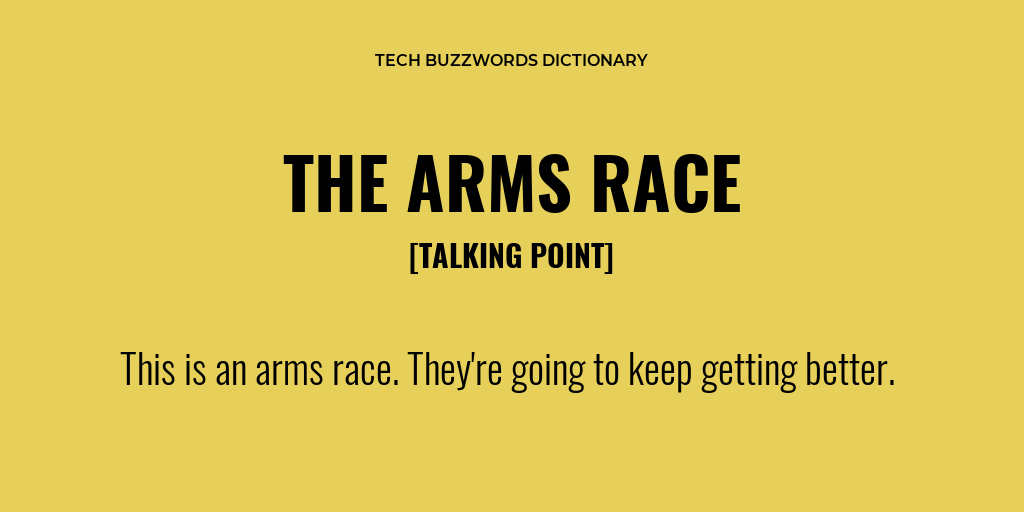 TECH BUZZWORDS DICTIONARY
THE ARMS RACE
[TALKING POINT]
This is an arms race. They're going to keep getting better.